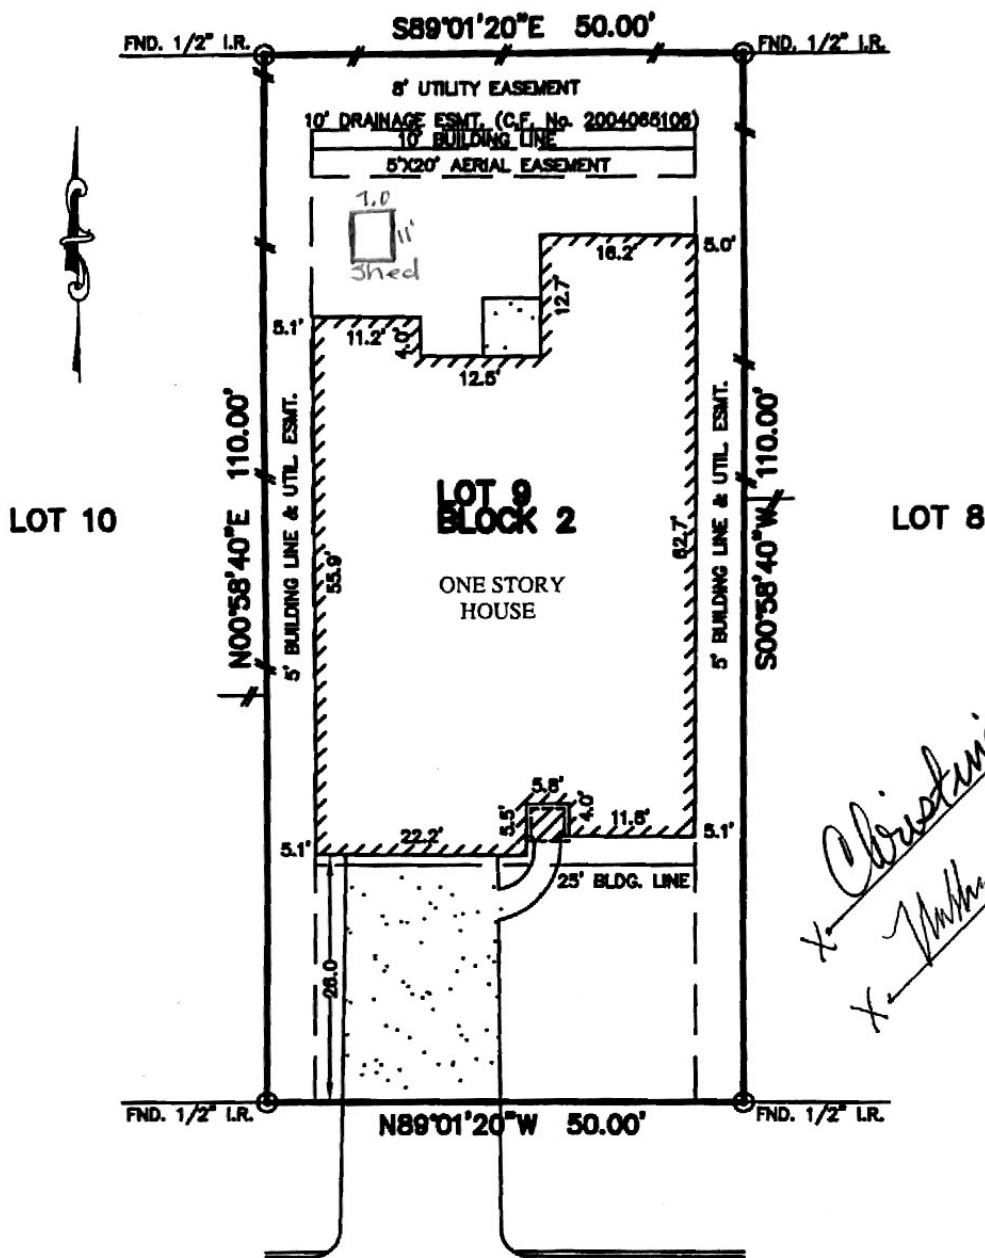 S89°01'20"E 50.00'
FND. 1/2" I.R.
FND. 1/2" I.R.
8' UTILITY EASEMENT
10' DRAINAGE ESMT. (C.F. No. 2004065106)
10' BUILDING LINE
5'X20' AERIAL EASEMENT
7.0
11'
Shed
16.2'
5.0'
12.7'
5.1'
11.2'
4.0'
12.5'
N00°58'40"E 110.00'
5' BUILDING LINE & UTIL. ESMT.
55.9'
LOT 10
LOT 9
BLOCK 2
ONE STORY
HOUSE
62.7'
5' BUILDING LINE & UTIL. ESMT.
S00°58'40"W 110.00'
LOT 8
5.8'
5.5'
4.0'
11.6'
5.1'
22.2'
5.1'
25' BLDG. LINE
26.0
X
X
FND. 1/2" I.R.
N89°01'20"W 50.00'
FND. 1/2" I.R.